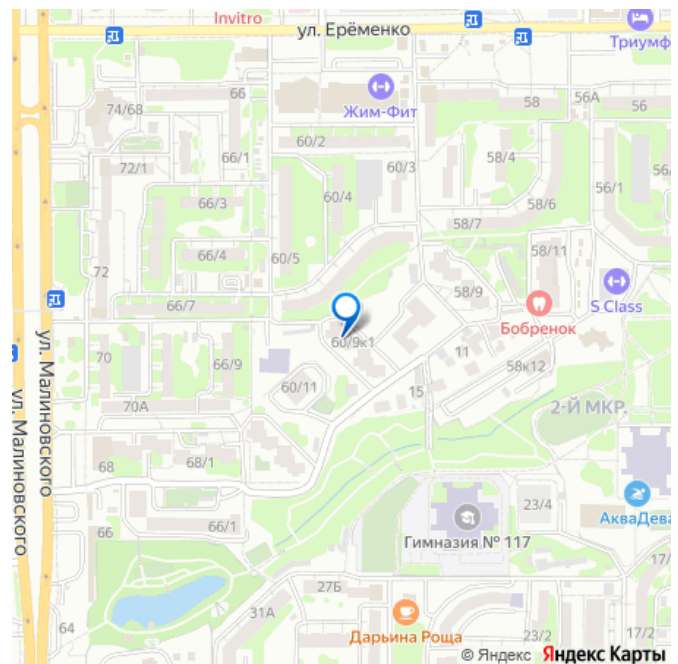 Invitro
ул. Ерёменко
Триумф
66
58
56А
56
Жим-Фит
74/68
60/2
72/1
66/1
60/3
58/4
60/4
56/1
66/3
58/6
58/7
66/4
60/5
58/11
72
58/9
S Class
66/7
Бобренок
60/9к1
70
66/9
11
58к12
60/11
15
70А
2-Й МКР.
ул. Малиновского
ул. Малиновского
68
68/1
23/4
АкваДева
66
66/1
Гимназия № 117
17/
27Б
31А
64
Дарьина Роща
23/2
17/2
© Яндекс Яндекс Карты